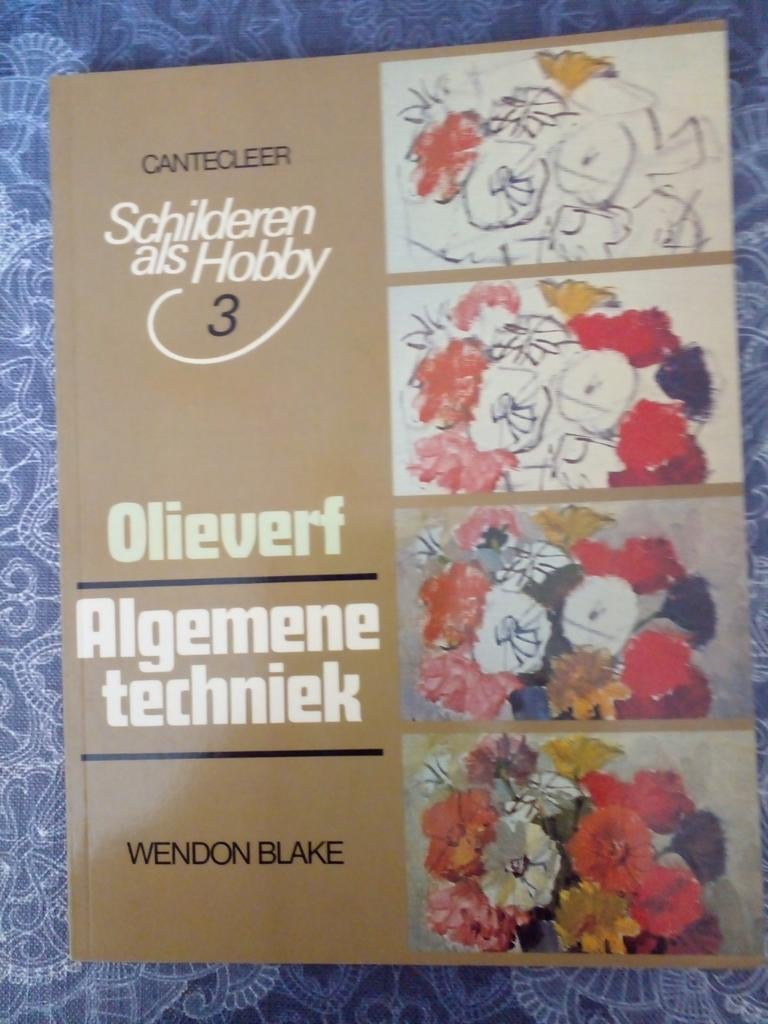 CANTECLEER
Schilderen
als Hobby
3
Olieverf
Algemene
techniek
WENDON BLAKE